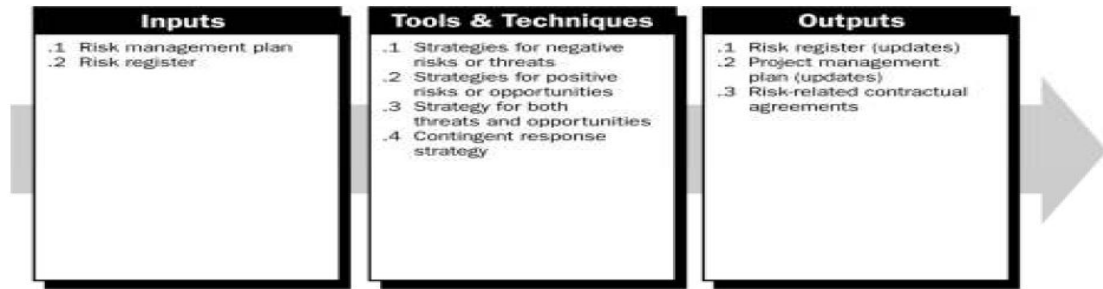 Inputs
.1 Risk management plan
.2 Risk register
Tools & Techniques
.1 Strategies for negative
risks or threats
.2 Strategies for positive
risks or opportunities
.3 Strategy for both
threats and opportunities
.4 Contingent response
strategy
Outputs
.1 Risk register (updates)
.2 Project management
plan (updates)
.3 Risk-related contractual
agreements